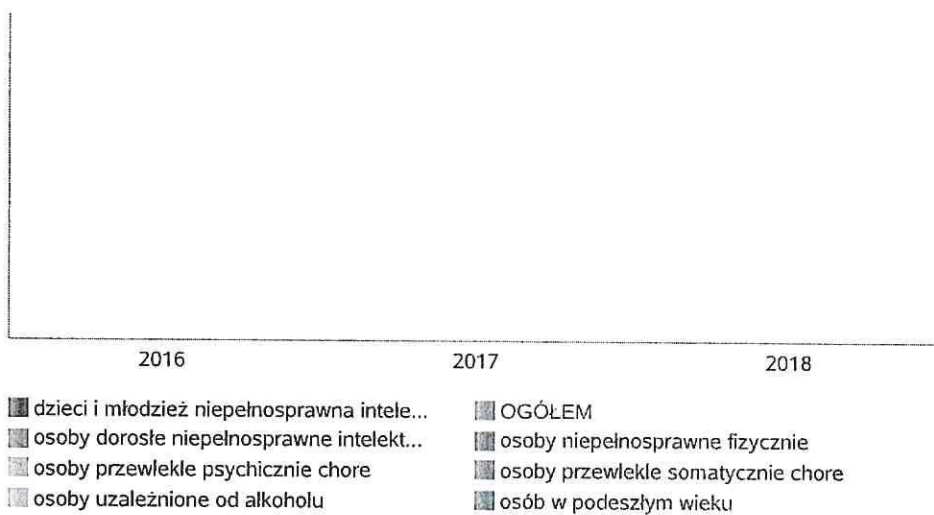 2016 2017 2018
dzieci i młodzież niepełnosprawna intele... OGÓŁEM
osoby dorosłe niepełnosprawne intelekt... osoby niepełnosprawne fizycznie
osoby przewlekle psychicznie chore osoby przewlekle somatycznie chore
osoby uzależnione od alkoholu osób w podeszłym wieku